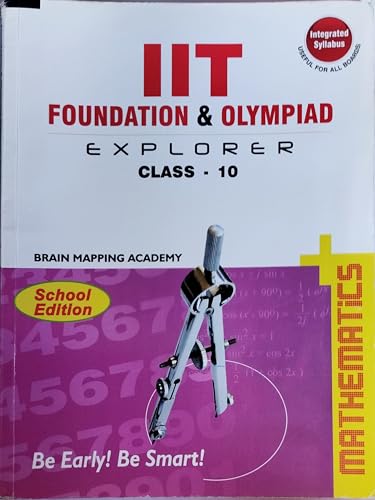 Integrated
Syllabus
USEFUL FOR ALL BOARDS
IIT
FOUNDATION & OLYMPIAD
EXPLORER
CLASS - 10
BRAIN MAPPING ACADEMY
School
Edition
MATHEMATICS
Be Early! Be Smart!